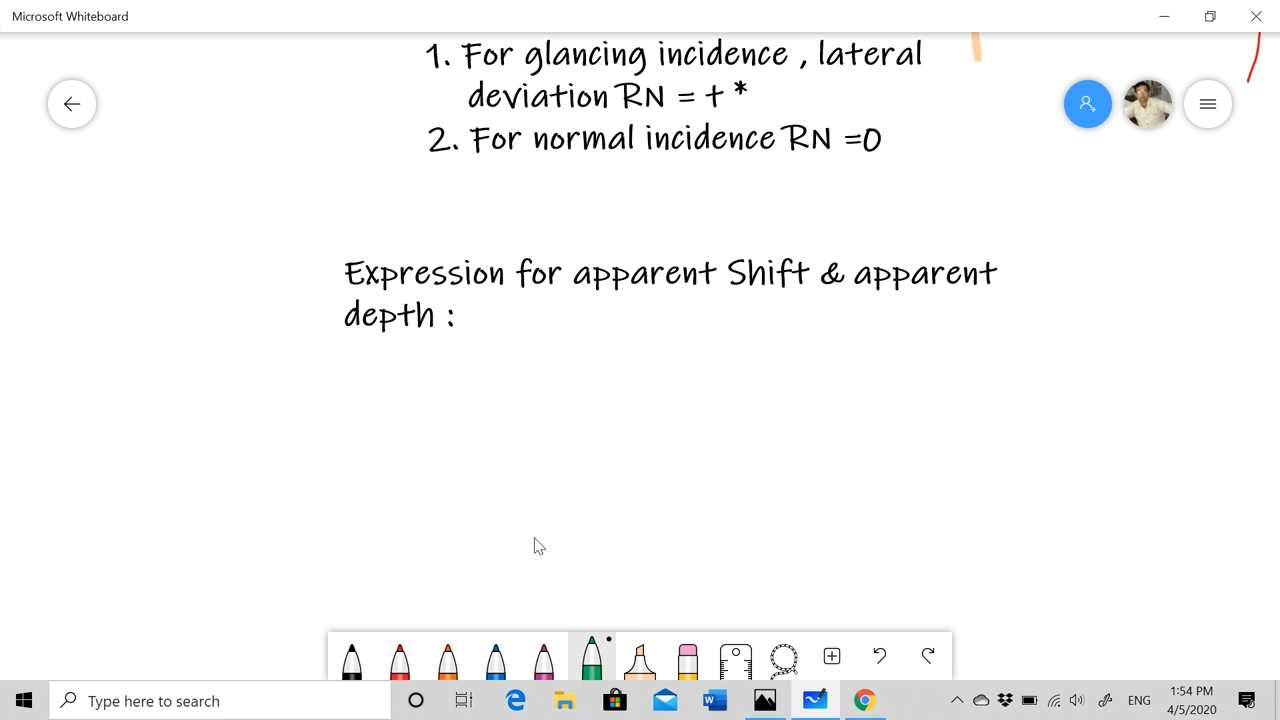 Microsoft Whiteboard
1. For glancing incidence , lateral
deviation RN = t *
2. For normal incidence RN =0
Expression for apparent Shift & apparent
depth :
Type here to search
ENG
1:54 PM
4/5/2020